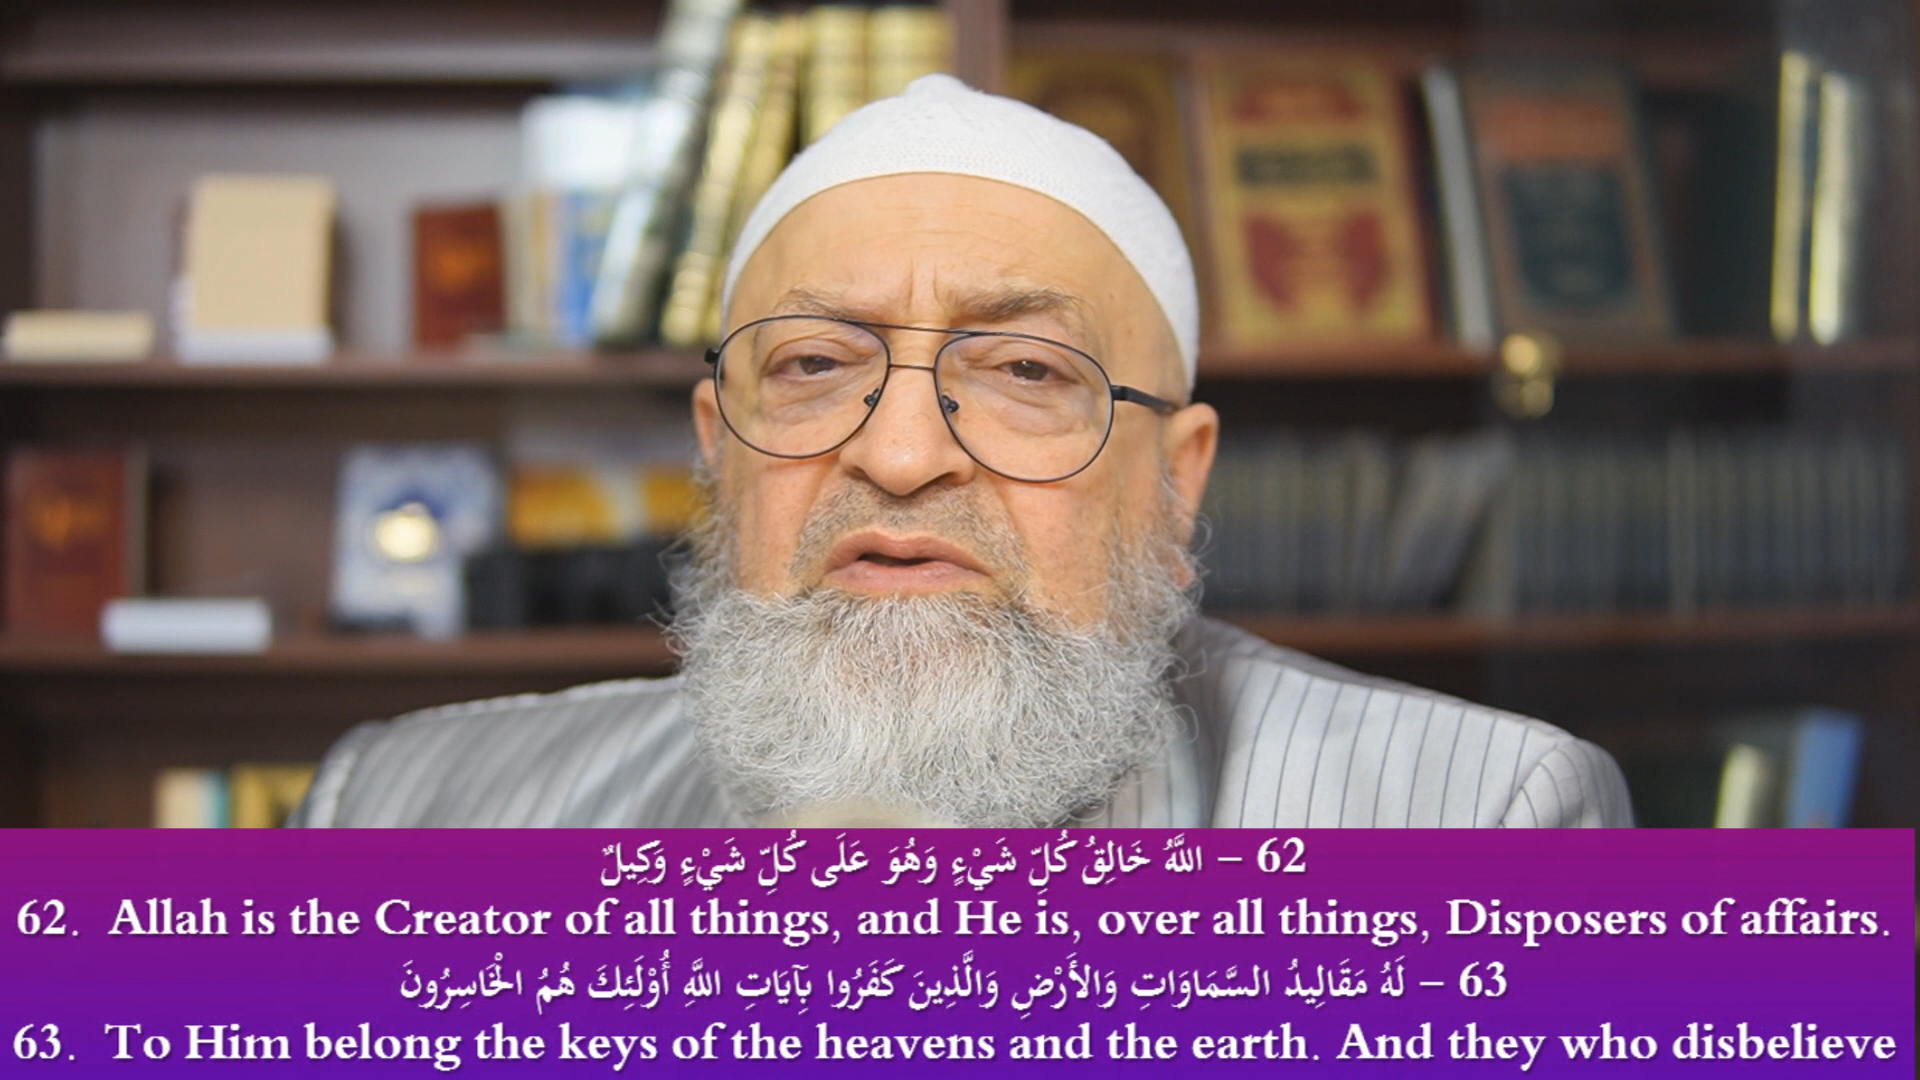 62 – اللَّهُ خَالِقُ كُلِّ شَيْءٍ وَهُوَ عَلَى كُلِّ شَيْءٍ وَكِيلٌ
62. Allah is the Creator of all things, and He is, over all things, Disposers of affairs.
63 – لَهُ مَقَالِيدُ السَّمَاوَاتِ وَالأَرْضِ وَالَّذِينَ كَفَرُوا بِآيَاتِ اللَّهِ أُوْلَئِكَ هُمُ الْخَاسِرُونَ
63. To Him belong the keys of the heavens and the earth. And they who disbelieve